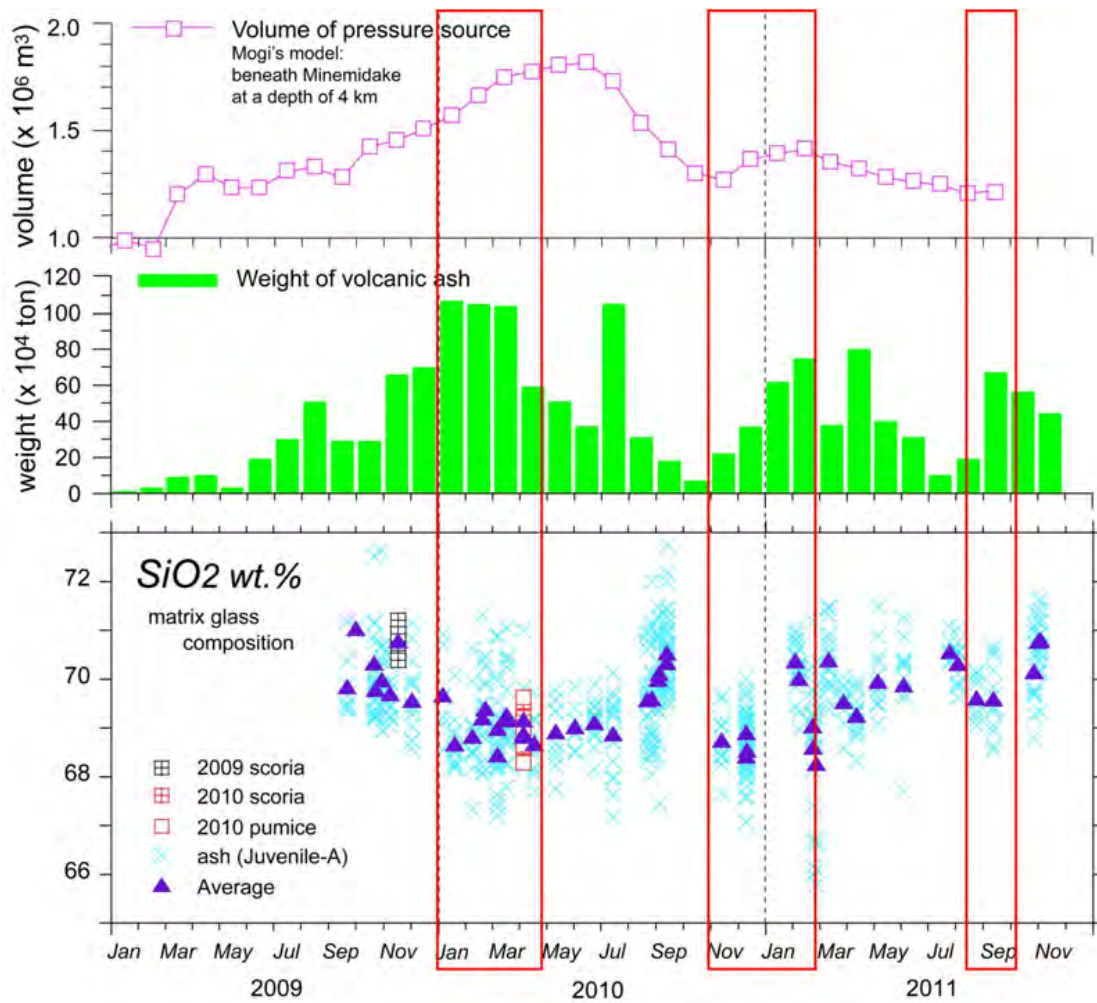 2.0
Volume of pressure source
Mogi's model:
beneath Minemidake
at a depth of 4 km
1.5
1.0
volume (x 10⁶ m³)
120
Weight of volcanic ash
100
80
60
40
20
0
weight (x 10⁴ ton)
72
SiO2 wt.%
matrix glass
composition
70
2009 scoria
68
2010 scoria
2010 pumice
ash (Juvenile-A)
66
Average
Jan Mar May Jul Sep Nov Jan Mar May Jul Sep Nov Jan Mar May Jul Sep Nov
2009 2010 2011